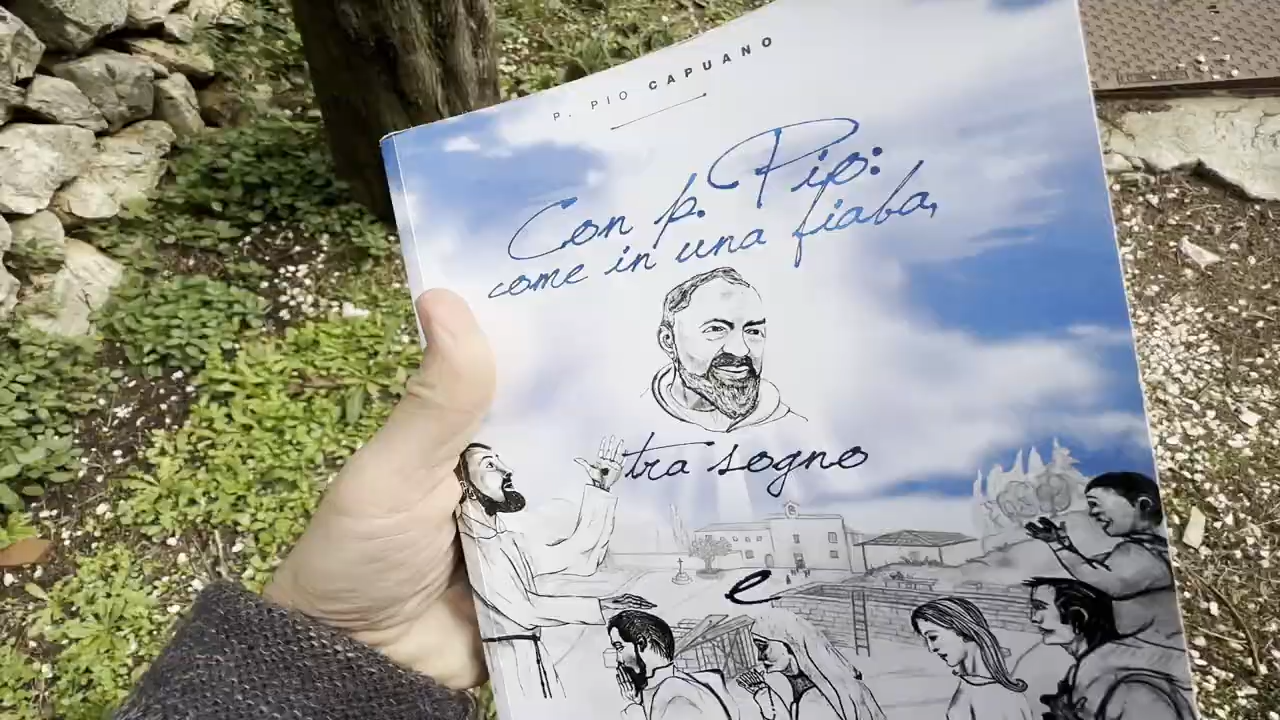 P. PIO CAPUANO
Con p. Pio:
come in una fiaba,
tra sogno
e